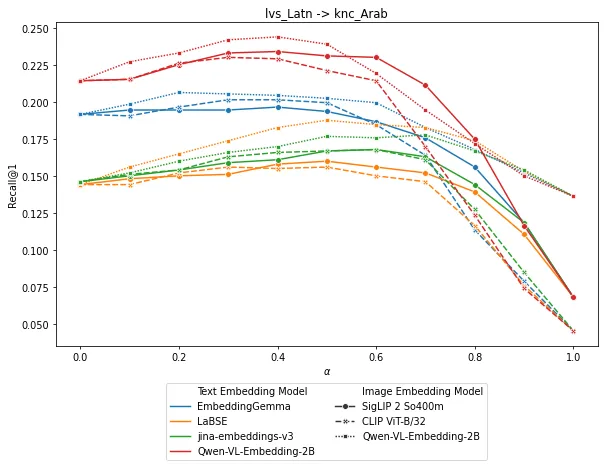 lvs_Latn -> knc_Arab
0.250
0.225
0.200
0.175
0.150
0.125
0.100
0.075
0.050
Recall@1
0.0 0.2 0.4 0.6 0.8 1.0
α
Text Embedding Model
EmbeddingGemma
LaBSE
jina-embeddings-v3
Qwen-VL-Embedding-2B
Image Embedding Model
SigLIP 2 So400m
CLIP ViT-B/32
Qwen-VL-Embedding-2B